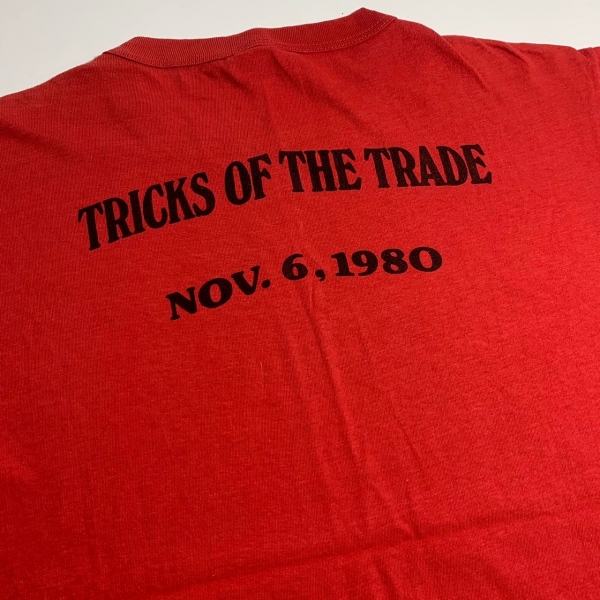 TRICKS OF THE TRADE
NOV. 6, 1980